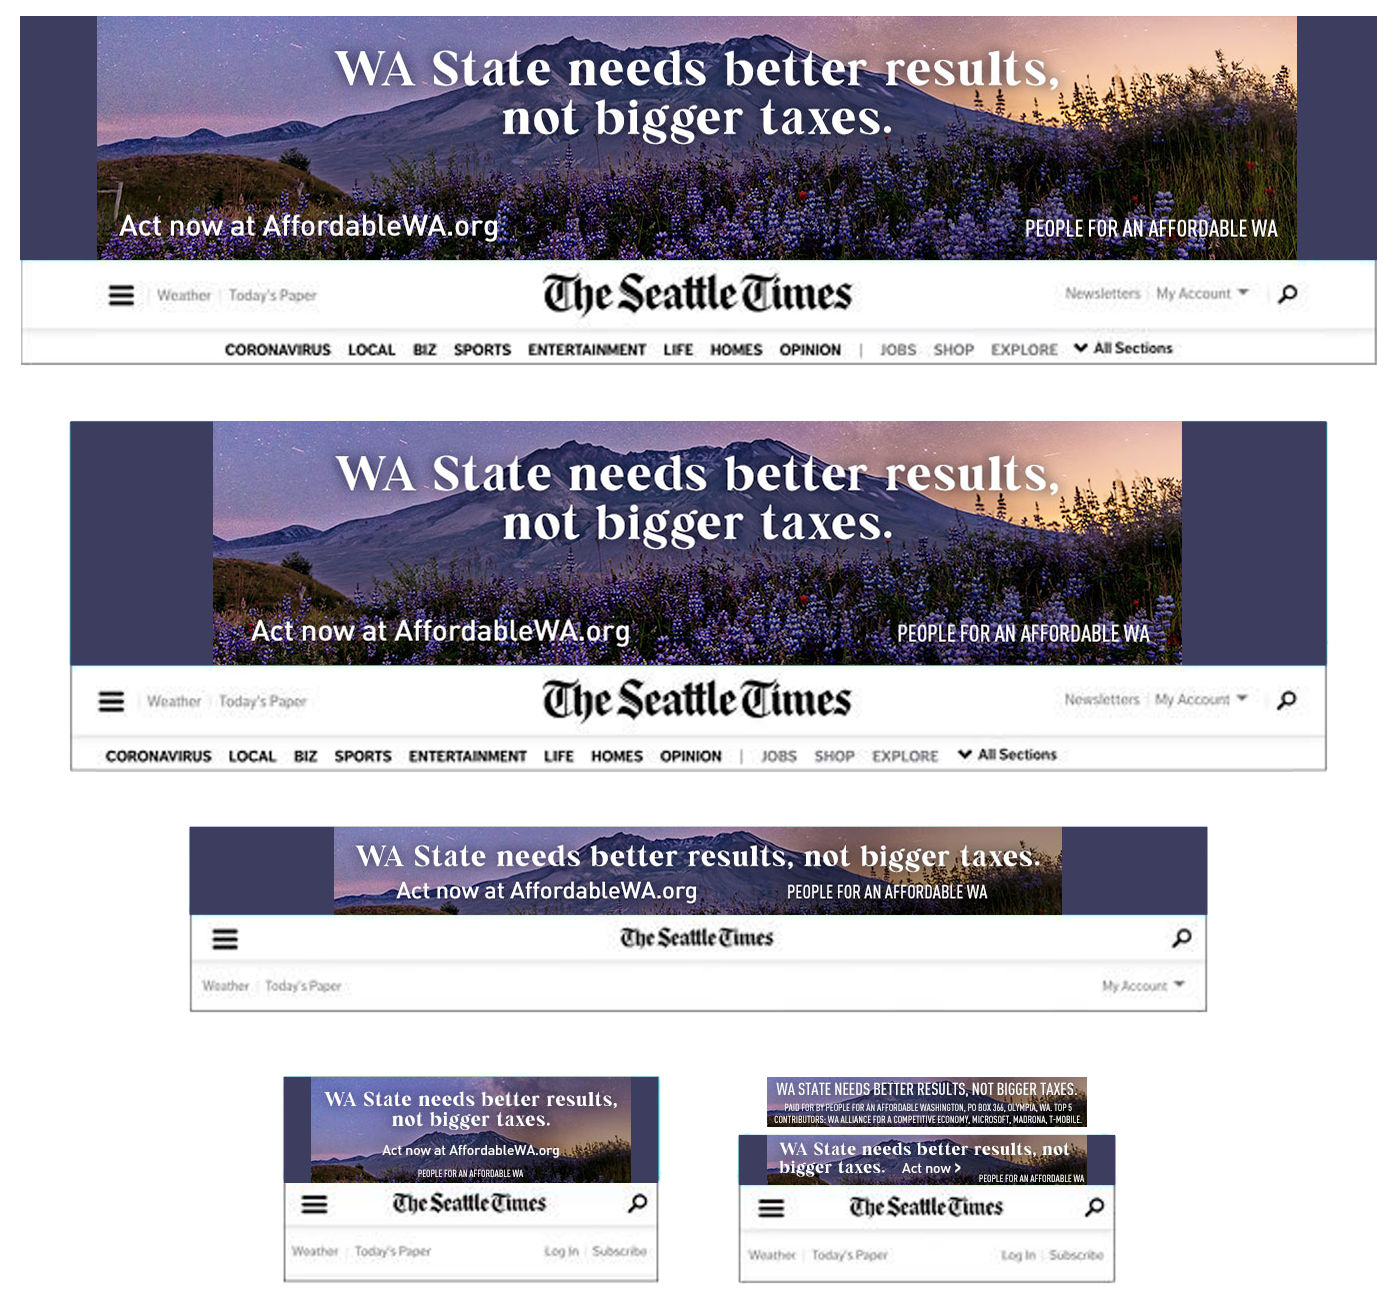 WA State needs better results,
not bigger taxes.
Act now at AffordableWA.org
PEOPLE FOR AN AFFORDABLE WA
Weather | Today's Paper
The Seattle Times
Newsletters | My Account
CORONAVIRUS LOCAL BIZ SPORTS ENTERTAINMENT LIFE HOMES OPINION | JOBS SHOP EXPLORE All Sections
WA State needs better results,
not bigger taxes.
Act now at AffordableWA.org
PEOPLE FOR AN AFFORDABLE WA
Weather | Today's Paper
The Seattle Times
Newsletters | My Account
CORONAVIRUS LOCAL BIZ SPORTS ENTERTAINMENT LIFE HOMES OPINION | JOBS SHOP EXPLORE All Sections
WA State needs better results, not bigger taxes.
Act now at AffordableWA.org
PEOPLE FOR AN AFFORDABLE WA
The Seattle Times
Weather | Today's Paper
My Account
WA State needs better results,
not bigger taxes.
Act now at AffordableWA.org
PEOPLE FOR AN AFFORDABLE WA
The Seattle Times
Weather | Today's Paper
Log In | Subscribe
WA STATE NEEDS BETTER RESULTS, NOT BIGGER TAXES.
PAID FOR BY PEOPLE FOR AN AFFORDABLE WASHINGTON, PO BOX 366, OLYMPIA, WA. TOP 5
CONTRIBUTORS: WA ALLIANCE FOR A COMPETITIVE ECONOMY, MICROSOFT, MADRONA, T-MOBILE.
WA State needs better results, not
bigger taxes. Act now >
PEOPLE FOR AN AFFORDABLE WA
The Seattle Times
Weather | Today's Paper
Log In | Subscribe